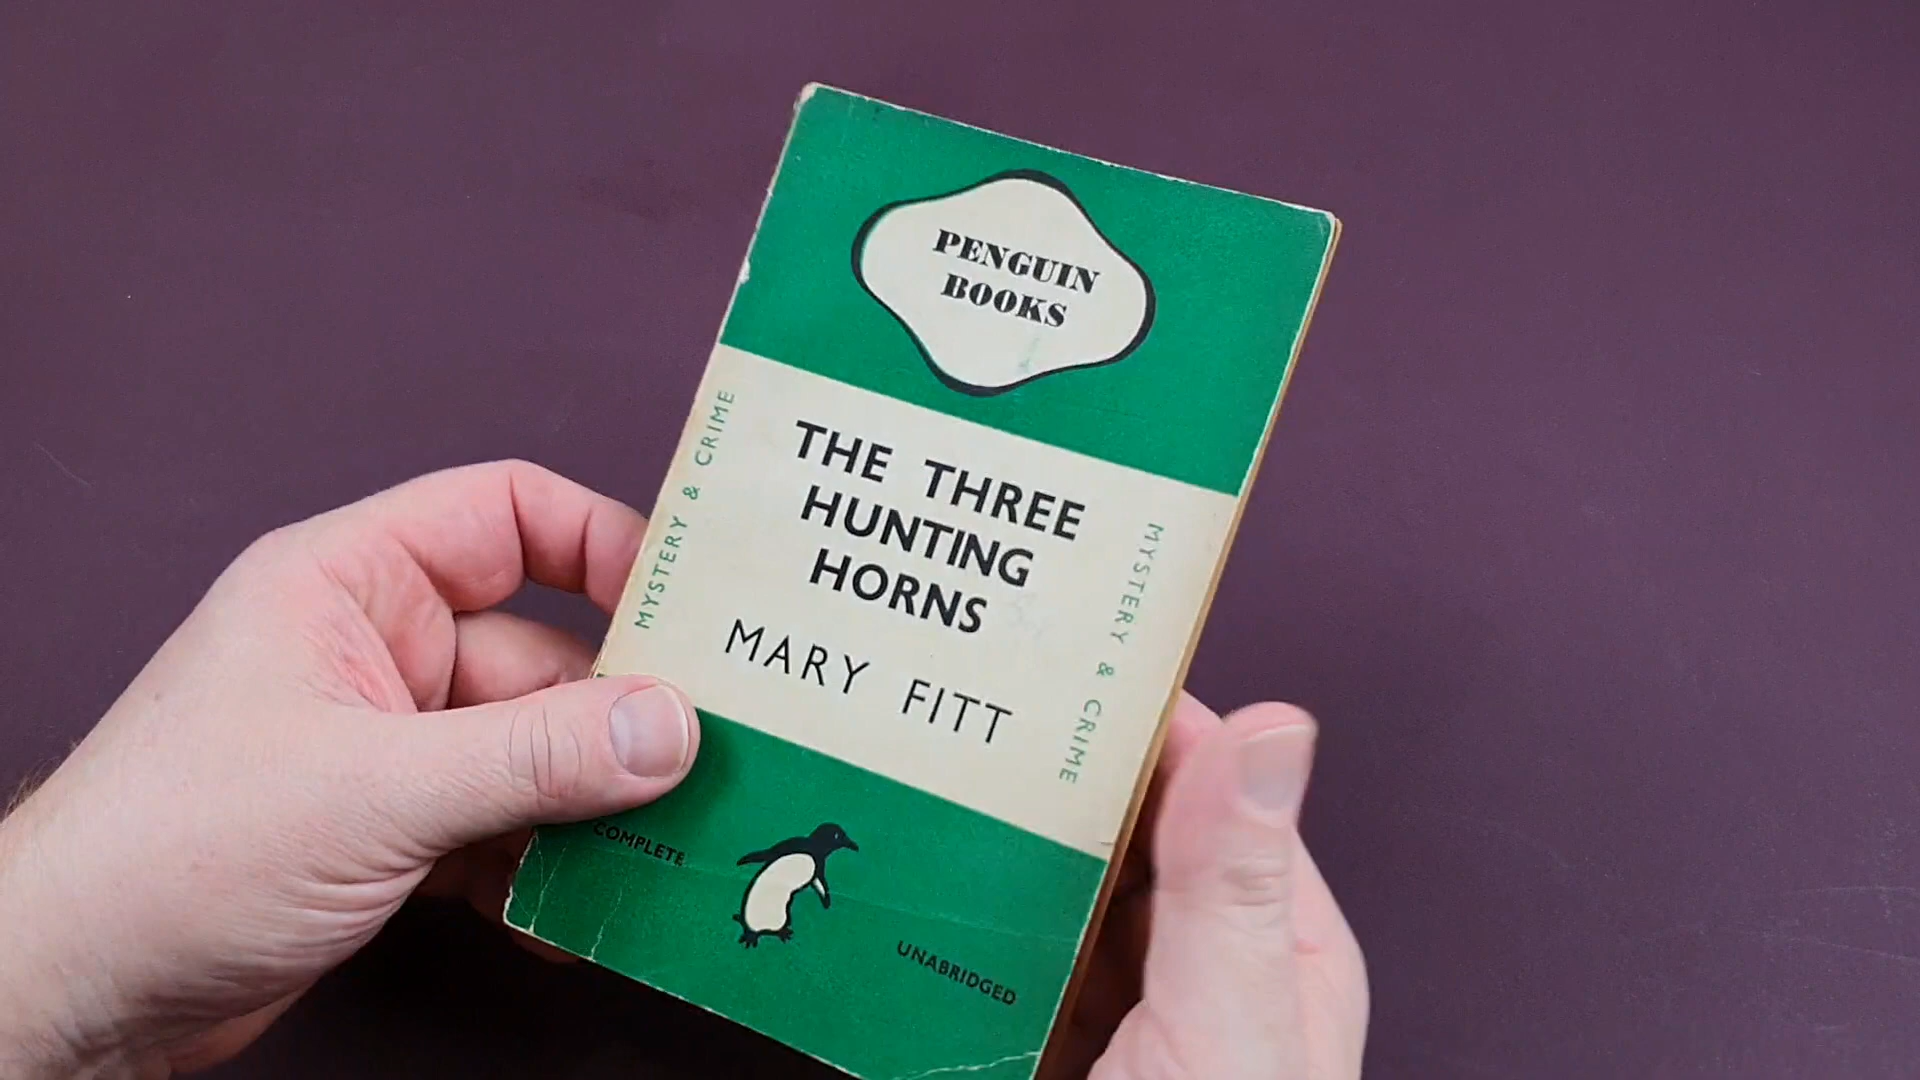 PENGUIN
BOOKS
MYSTERY & CRIME
THE THREE
HUNTING
HORNS
MARY FITT
MYSTERY & CRIME
COMPLETE
UNABRIDGED